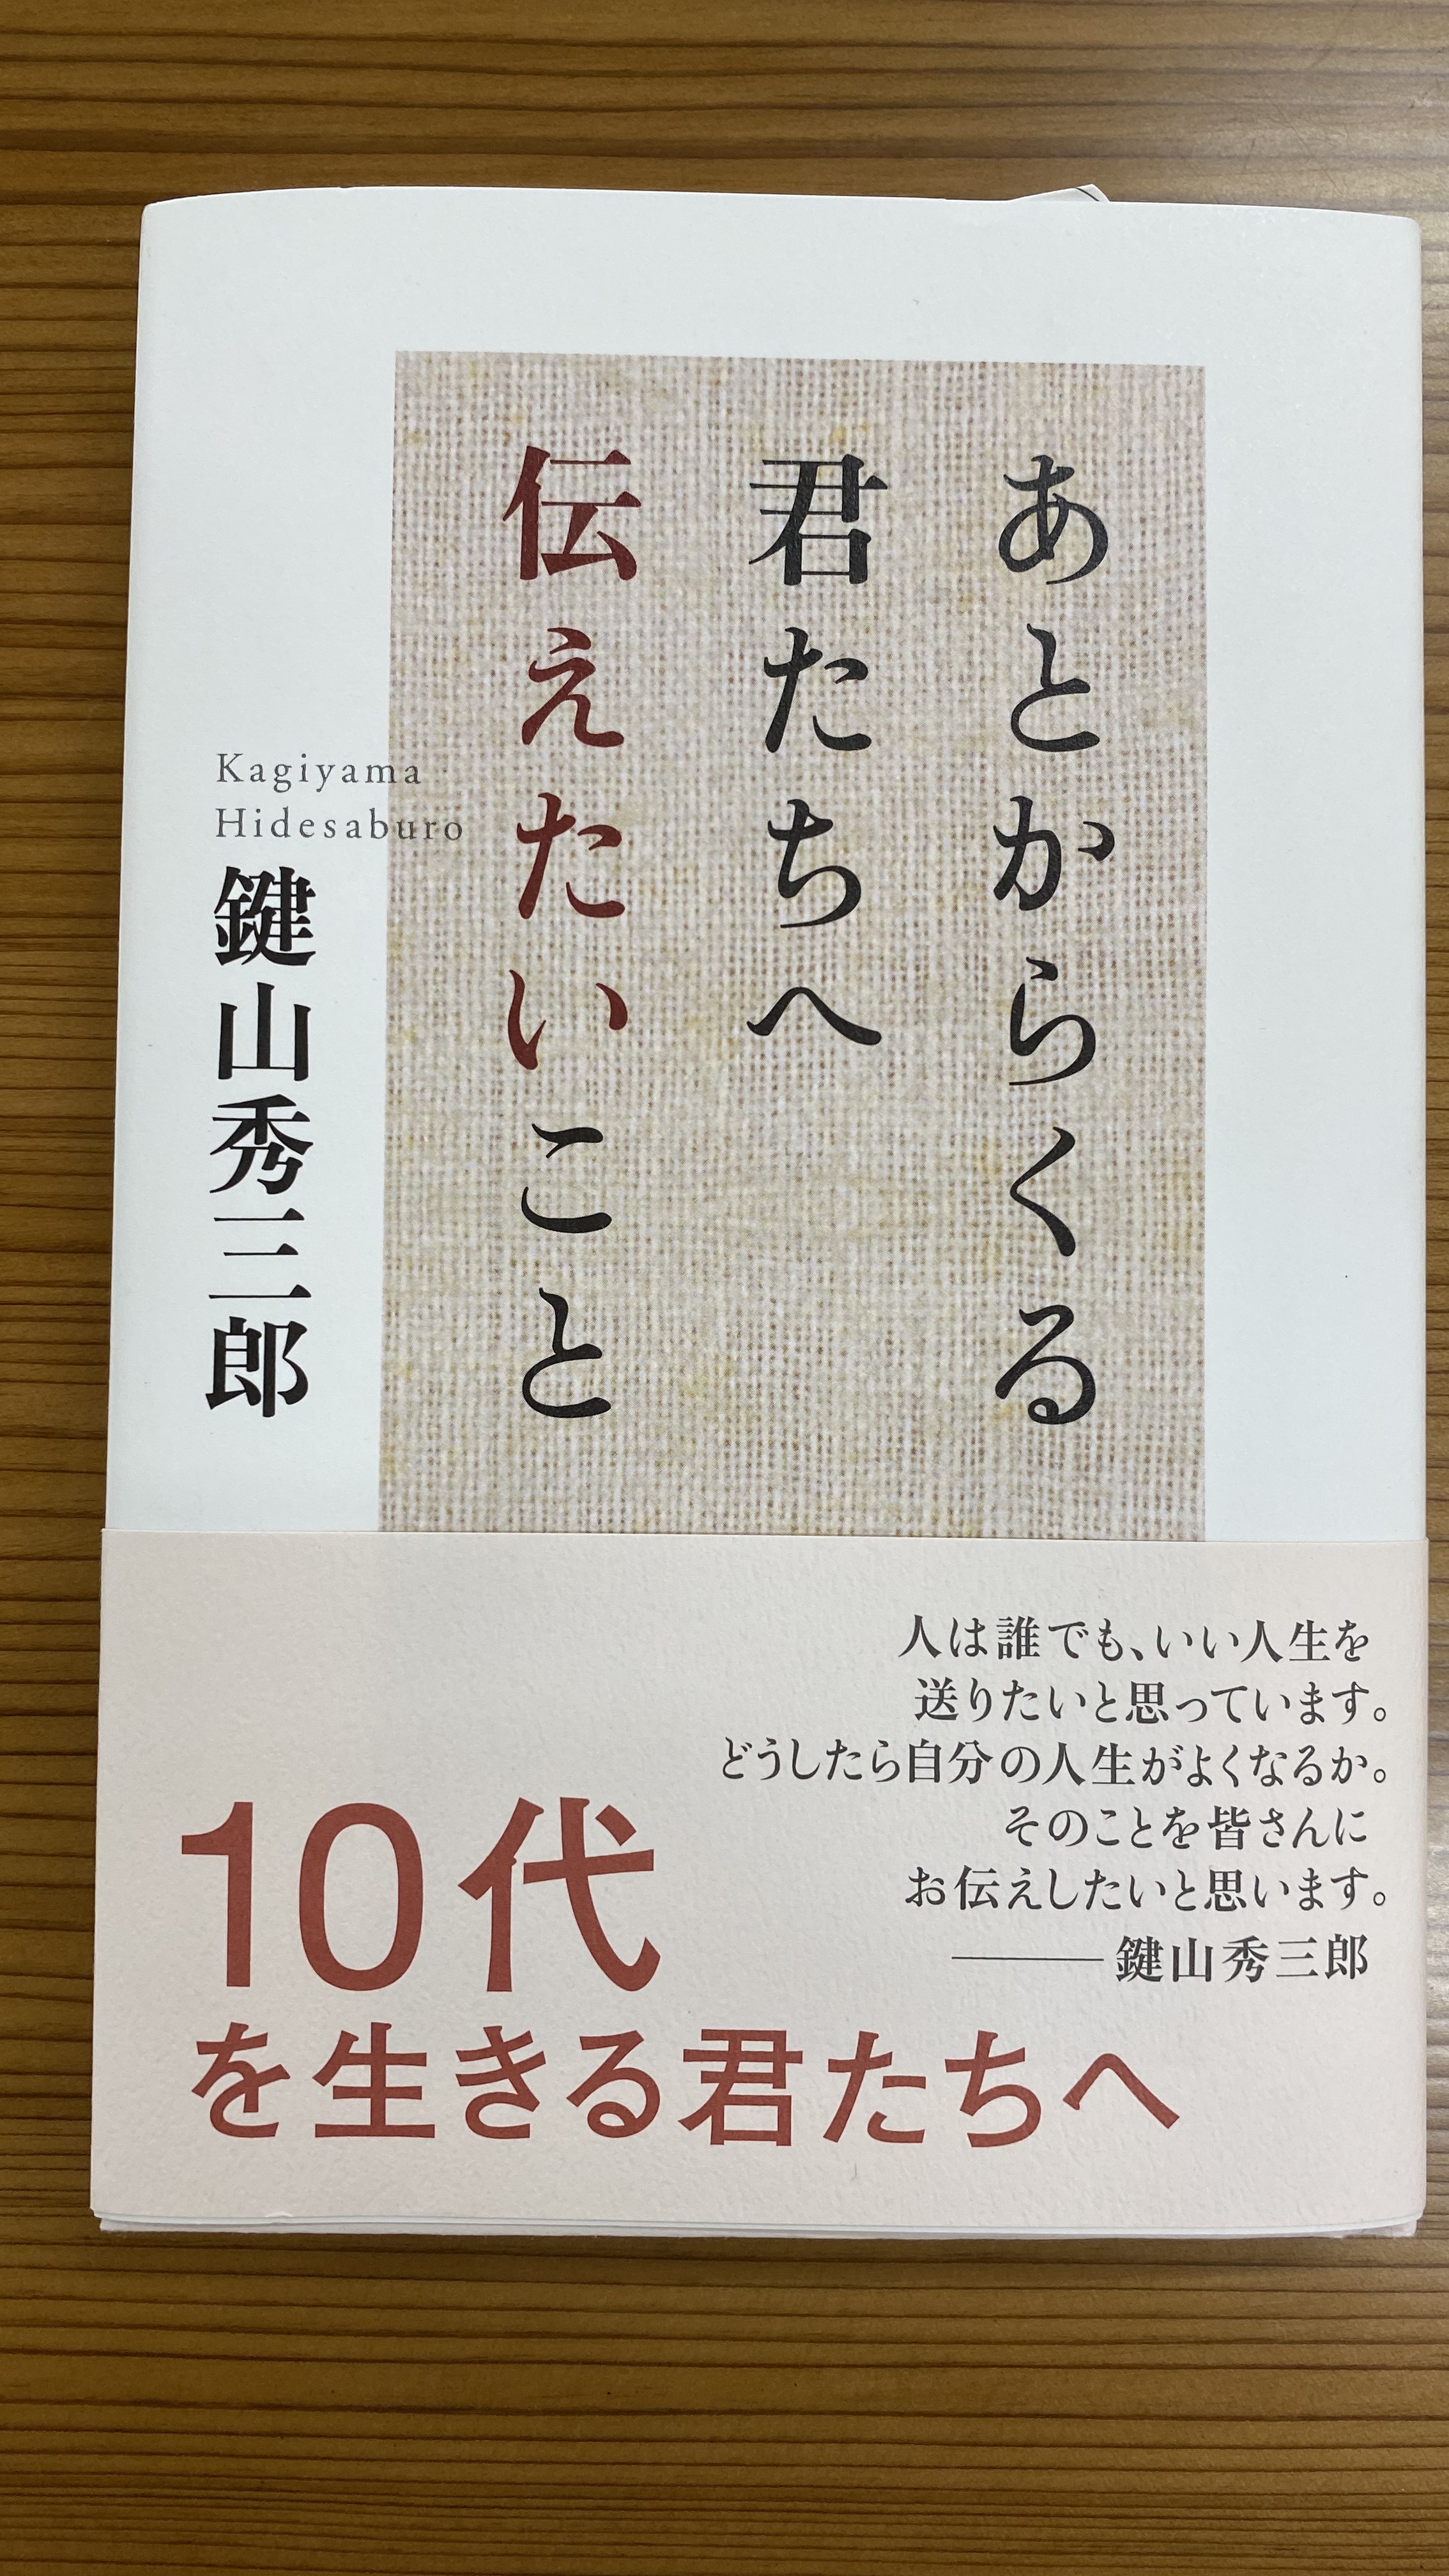 あとからくる
君たちへ
伝えたいこと
Kagiyama
Hidesaburo
鍵山秀三郎
人は誰でも、いい人生を
送りたいと思っています。
どうしたら自分の人生がよくなるか。
そのことを皆さんに
お伝えしたいと思います。
――鍵山秀三郎
10代
を生きる君たちへ